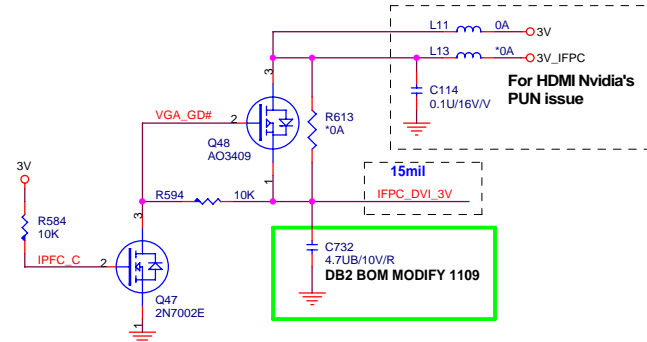 L11 0A 3V
L13 *0A 3V_IFPC
3
C114
0.1U/16V/V
For HDMI Nvidia's
PUN issue
VGA_GD#
2
R613
*0A
Q48
AO3409
1
15mil
3V
R594 10K
IFPC_DVI_3V
R584
10K
3
IPFC_C
2
C732
4.7UB/10V/R
DB2 BOM MODIFY 1109
Q47
2N7002E
1